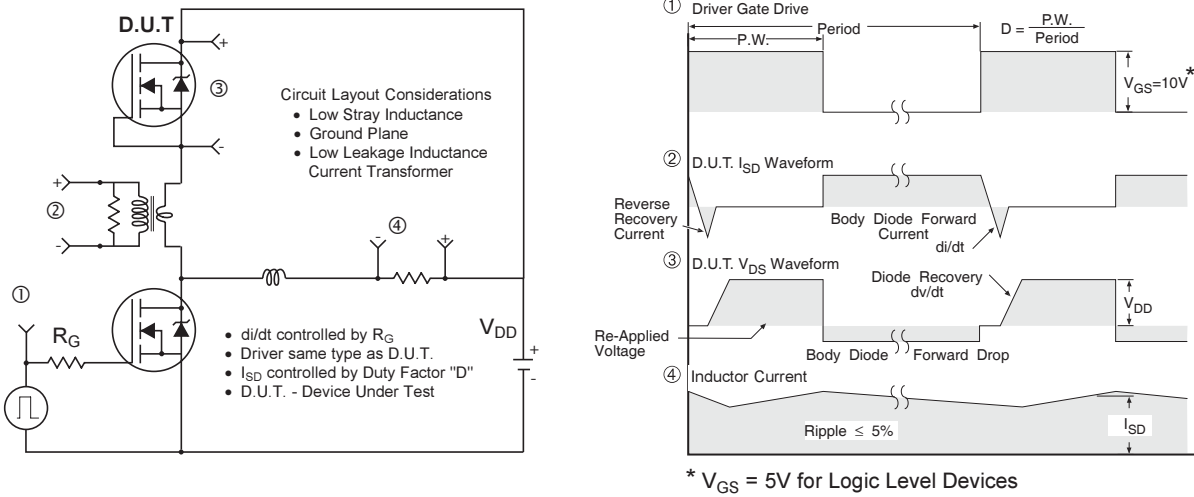 D.U.T
+
③
-
Circuit Layout Considerations
• Low Stray Inductance
• Ground Plane
• Low Leakage Inductance
Current Transformer
+
②
-
④
-
+
①
R_G
V_DD
+
-
• di/dt controlled by R_G
• Driver same type as D.U.T.
• I_SD controlled by Duty Factor "D"
• D.U.T. - Device Under Test
① Driver Gate Drive
P.W.
Period
D = P.W. / Period
V_GS=10V *
② D.U.T. I_SD Waveform
Reverse
Recovery
Current
Body Diode Forward
Current
di/dt
③ D.U.T. V_DS Waveform
Diode Recovery
dv/dt
V_DD
Re-Applied
Voltage
Body Diode Forward Drop
④ Inductor Current
Ripple ≤ 5%
I_SD
* V_GS = 5V for Logic Level Devices